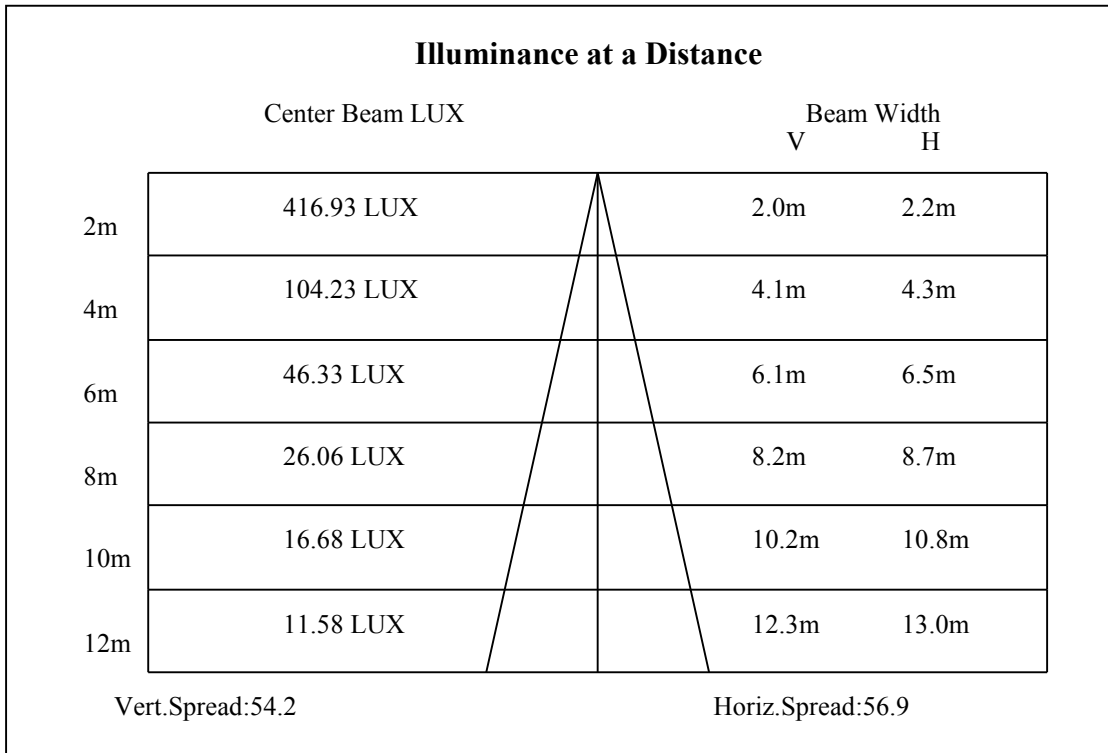 Illuminance at a Distance
Center Beam LUX Beam Width
V H
2m 416.93 LUX 2.0m 2.2m
4m 104.23 LUX 4.1m 4.3m
6m 46.33 LUX 6.1m 6.5m
8m 26.06 LUX 8.2m 8.7m
10m 16.68 LUX 10.2m 10.8m
12m 11.58 LUX 12.3m 13.0m
Vert.Spread:54.2 Horiz.Spread:56.9